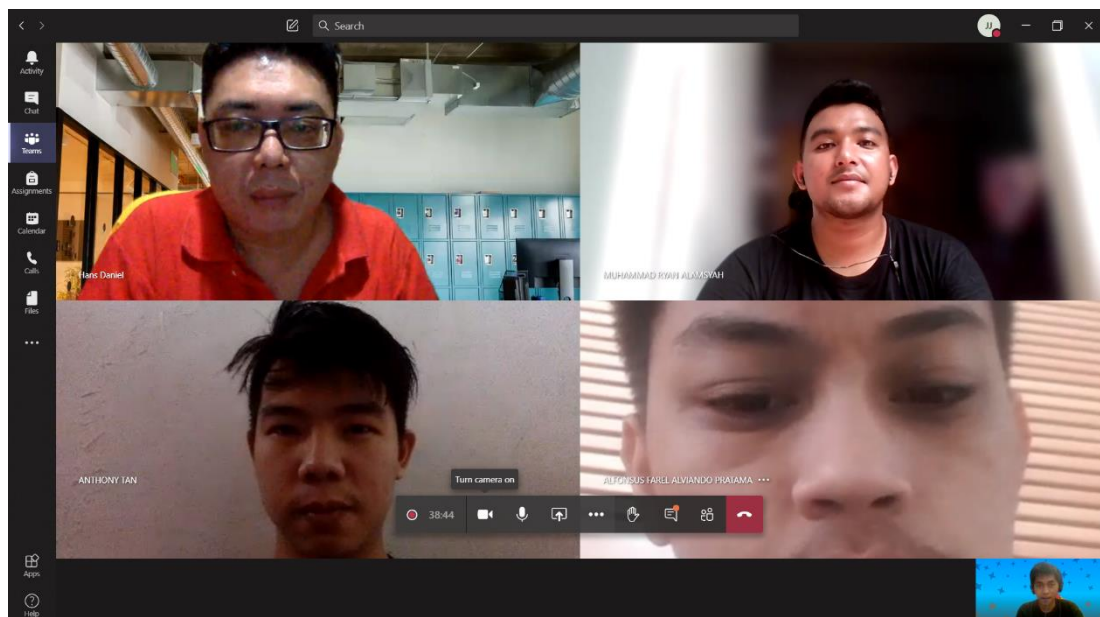 Search
JJ
Activity
Chat
Teams
Assignments
Calendar
Calls
Files
Hans Daniel
MUHAMMAD RYAN ALAMSYAH
ANTHONY TAN
Turn camera on
ALFONSUS FAREL ALVIANDO PRATAMA
38:44
Apps
Help